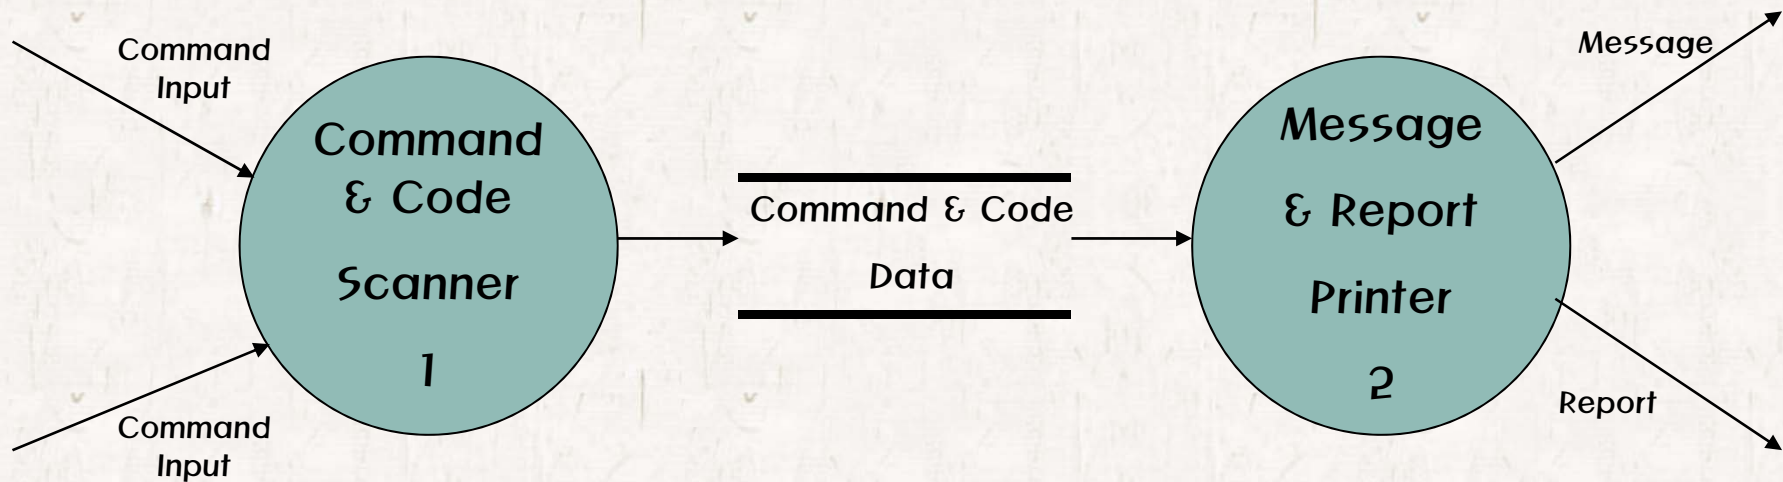 Command
Input
Command
& Code
Scanner
1
Command
Input
Command & Code
Data
Message
& Report
Printer
2
Message
Report